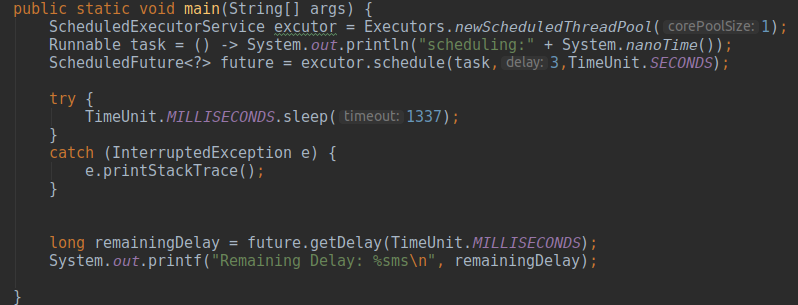 public static void main(String[] args) {
ScheduledExecutorService excutor = Executors.newScheduledThreadPool( corePoolSize: 1);
Runnable task = () -> System.out.println("scheduling:" + System.nanoTime());
ScheduledFuture<?> future = excutor.schedule(task, delay: 3,TimeUnit.SECONDS);
try {
TimeUnit.MILLISECONDS.sleep( timeout: 1337);
}
catch (InterruptedException e) {
e.printStackTrace();
}
long remainingDelay = future.getDelay(TimeUnit.MILLISECONDS);
System.out.printf("Remaining Delay: %sms\n", remainingDelay);
}